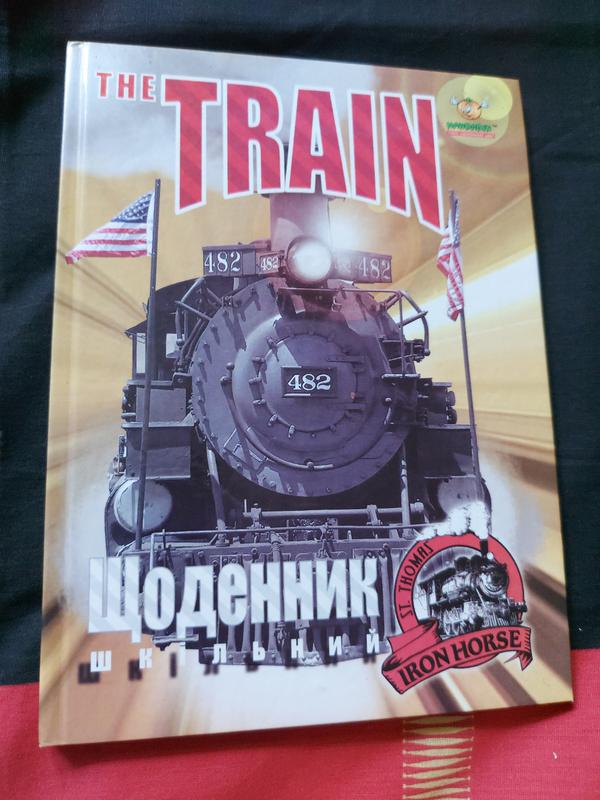 THE TRAIN
482 482 482
482
Щоденник
шкільний
ST. THOMAS
IRON HORSE